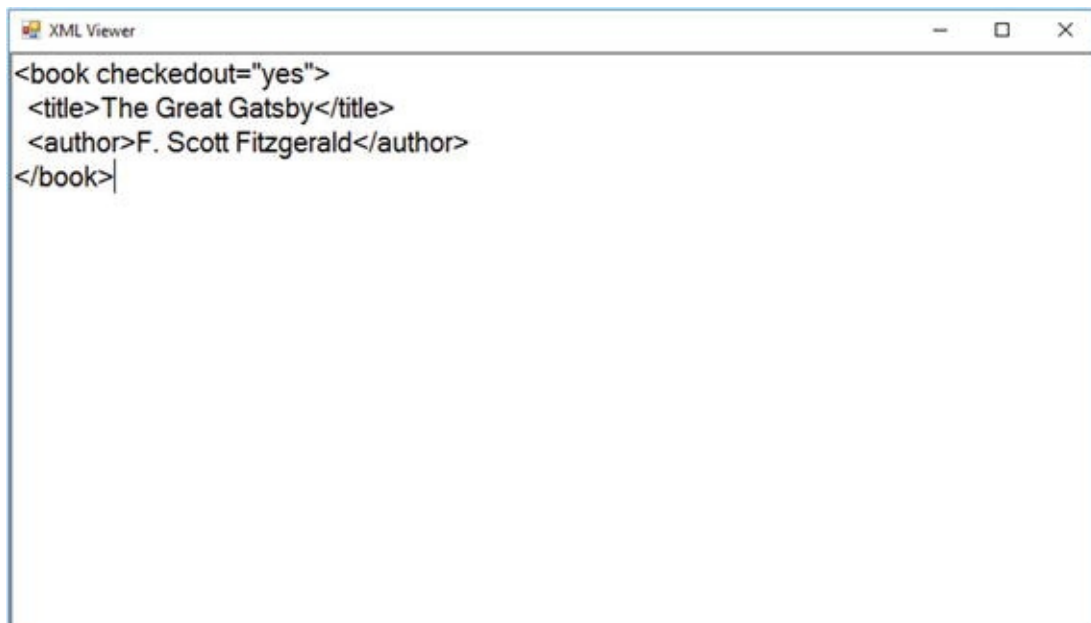 XML Viewer
<book checkedout="yes">
<title>The Great Gatsby</title>
<author>F. Scott Fitzgerald</author>
</book>